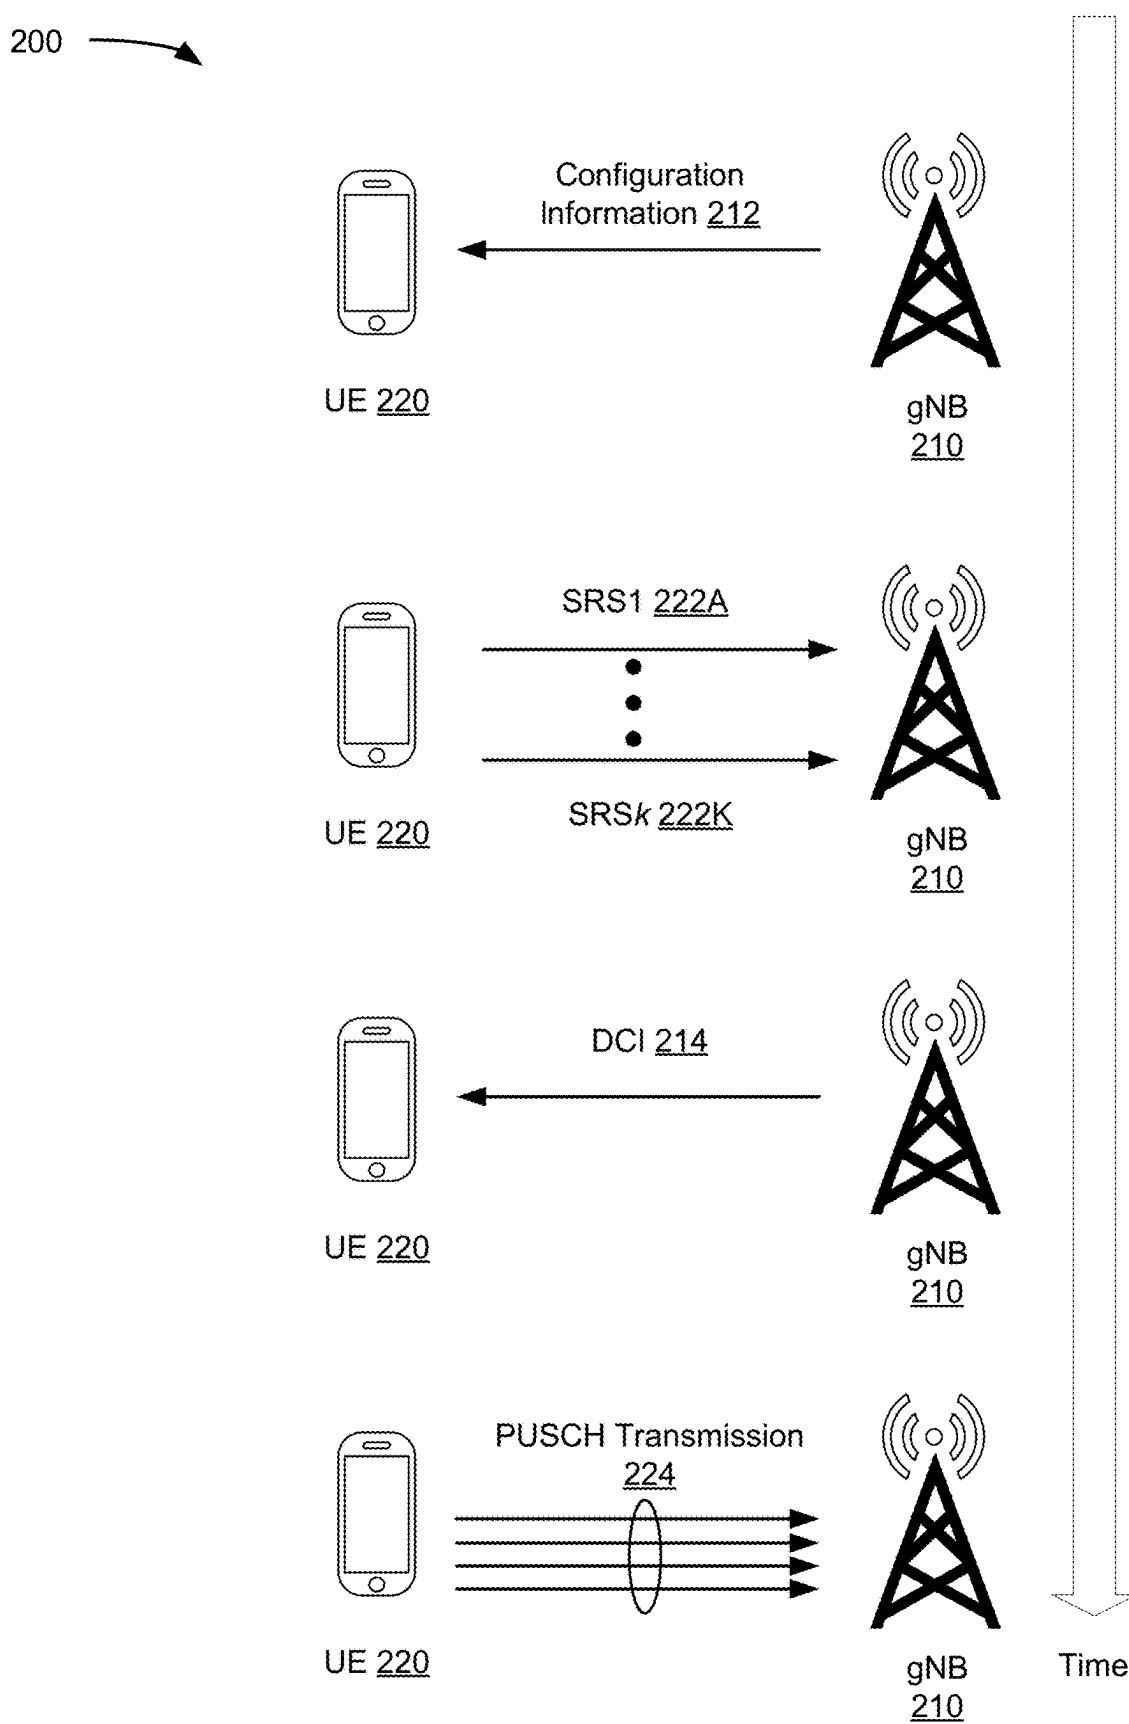 200
Configuration
Information 212
UE 220
gNB
210
SRS1 222A
SRSk 222K
UE 220
gNB
210
DCI 214
UE 220
gNB
210
PUSCH Transmission
224
UE 220
gNB
210
Time